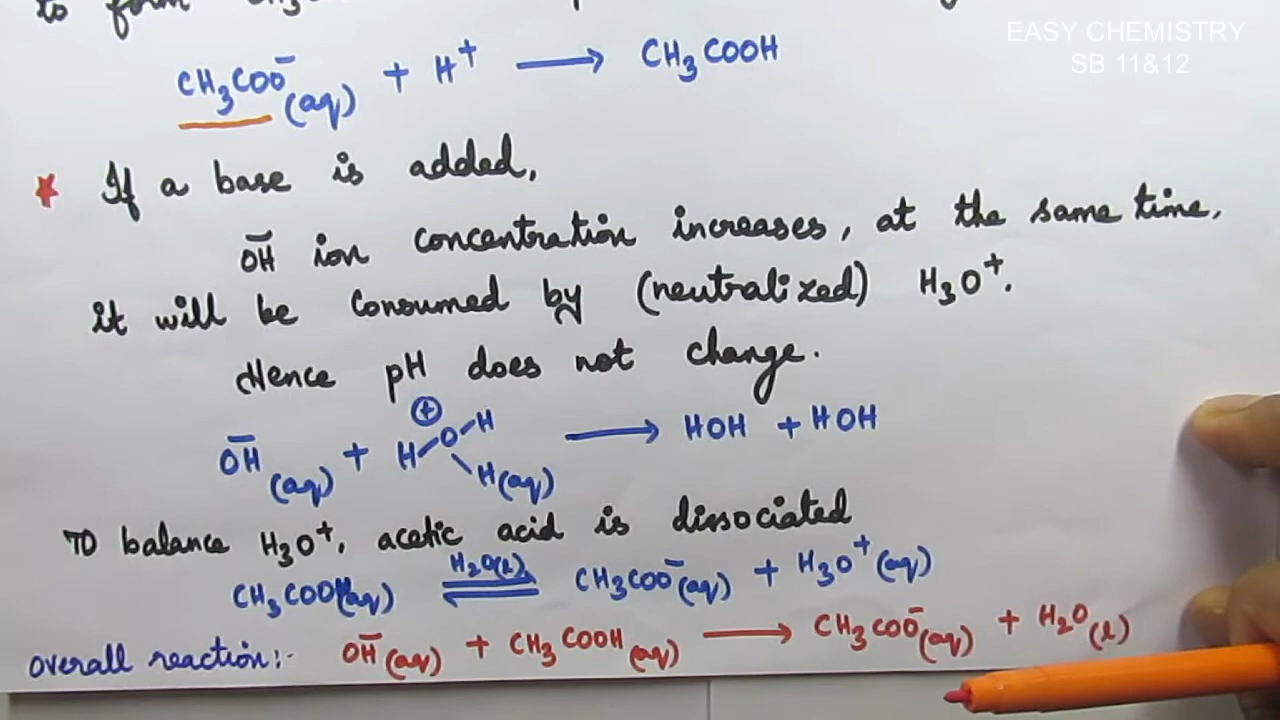 to form
EASY CHEMISTRY
SB 11&12
CH₃COO⁻(aq) + H⁺ ⟶ CH₃COOH
* If a base is added,
OH⁻ ion concentration increases, at the same time,
it will be consumed by (neutralized) H₃O⁺.
Hence pH does not change.
⊕
OH⁻(aq) + H-O-H H(aq) ⟶ HOH + HOH
TO balance H₃O⁺, acetic acid is dissociated
CH₃COOH(aq) ⇌ H₂O(l) CH₃COO⁻(aq) + H₃O⁺(aq)
overall reaction:- OH⁻(aq) + CH₃COOH(aq) ⟶ CH₃COO⁻(aq) + H₂O(l)